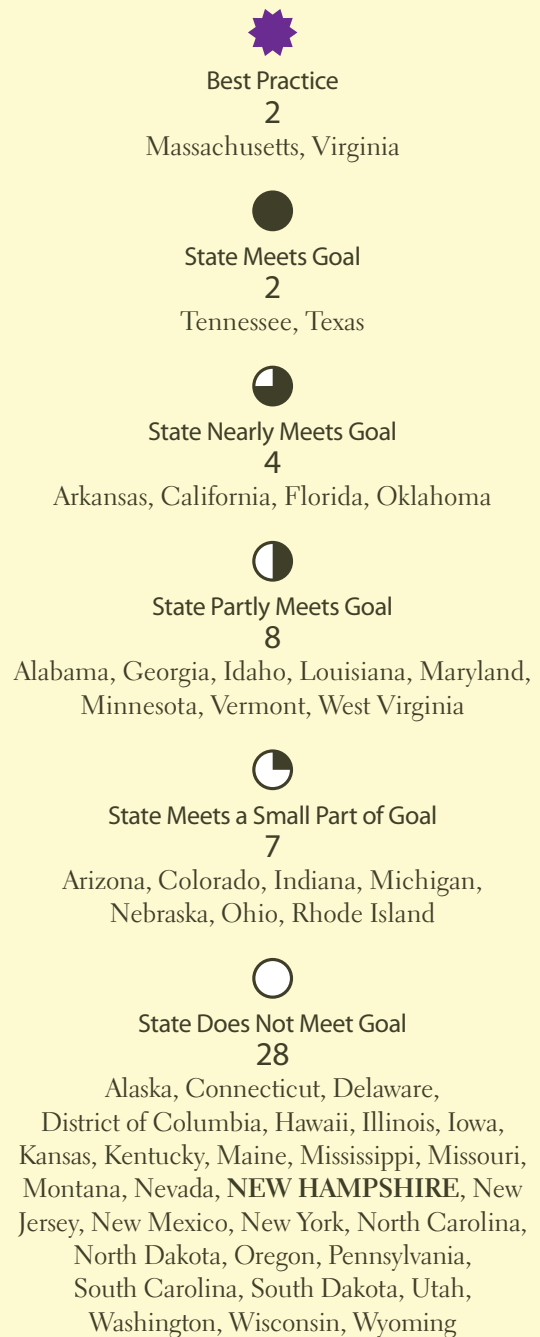 Best Practice
2
Massachusetts, Virginia
State Meets Goal
2
Tennessee, Texas
State Nearly Meets Goal
4
Arkansas, California, Florida, Oklahoma
State Partly Meets Goal
8
Alabama, Georgia, Idaho, Louisiana, Maryland,
Minnesota, Vermont, West Virginia
State Meets a Small Part of Goal
7
Arizona, Colorado, Indiana, Michigan,
Nebraska, Ohio, Rhode Island
State Does Not Meet Goal
28
Alaska, Connecticut, Delaware,
District of Columbia, Hawaii, Illinois, Iowa,
Kansas, Kentucky, Maine, Mississippi, Missouri,
Montana, Nevada, NEW HAMPSHIRE, New
Jersey, New Mexico, New York, North Carolina,
North Dakota, Oregon, Pennsylvania,
South Carolina, South Dakota, Utah,
Washington, Wisconsin, Wyoming